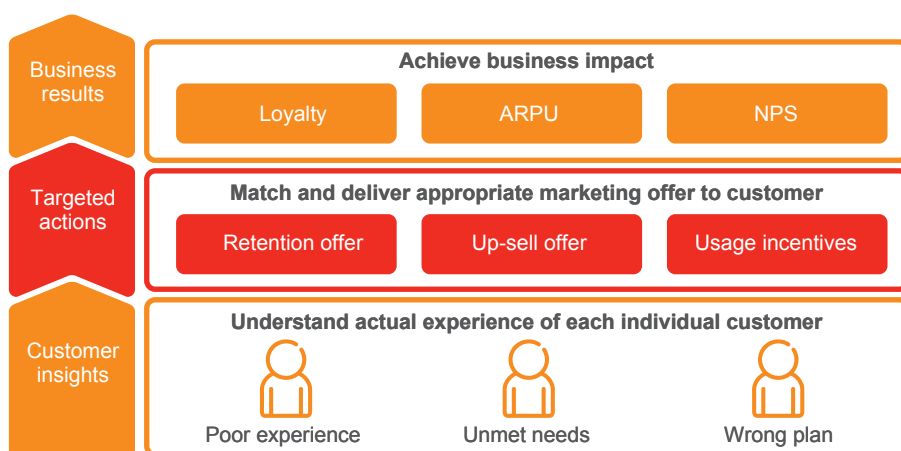 Business
results
Achieve business impact
Loyalty
ARPU
NPS
Targeted
actions
Match and deliver appropriate marketing offer to customer
Retention offer
Up-sell offer
Usage incentives
Customer
insights
Understand actual experience of each individual customer
Poor experience
Unmet needs
Wrong plan